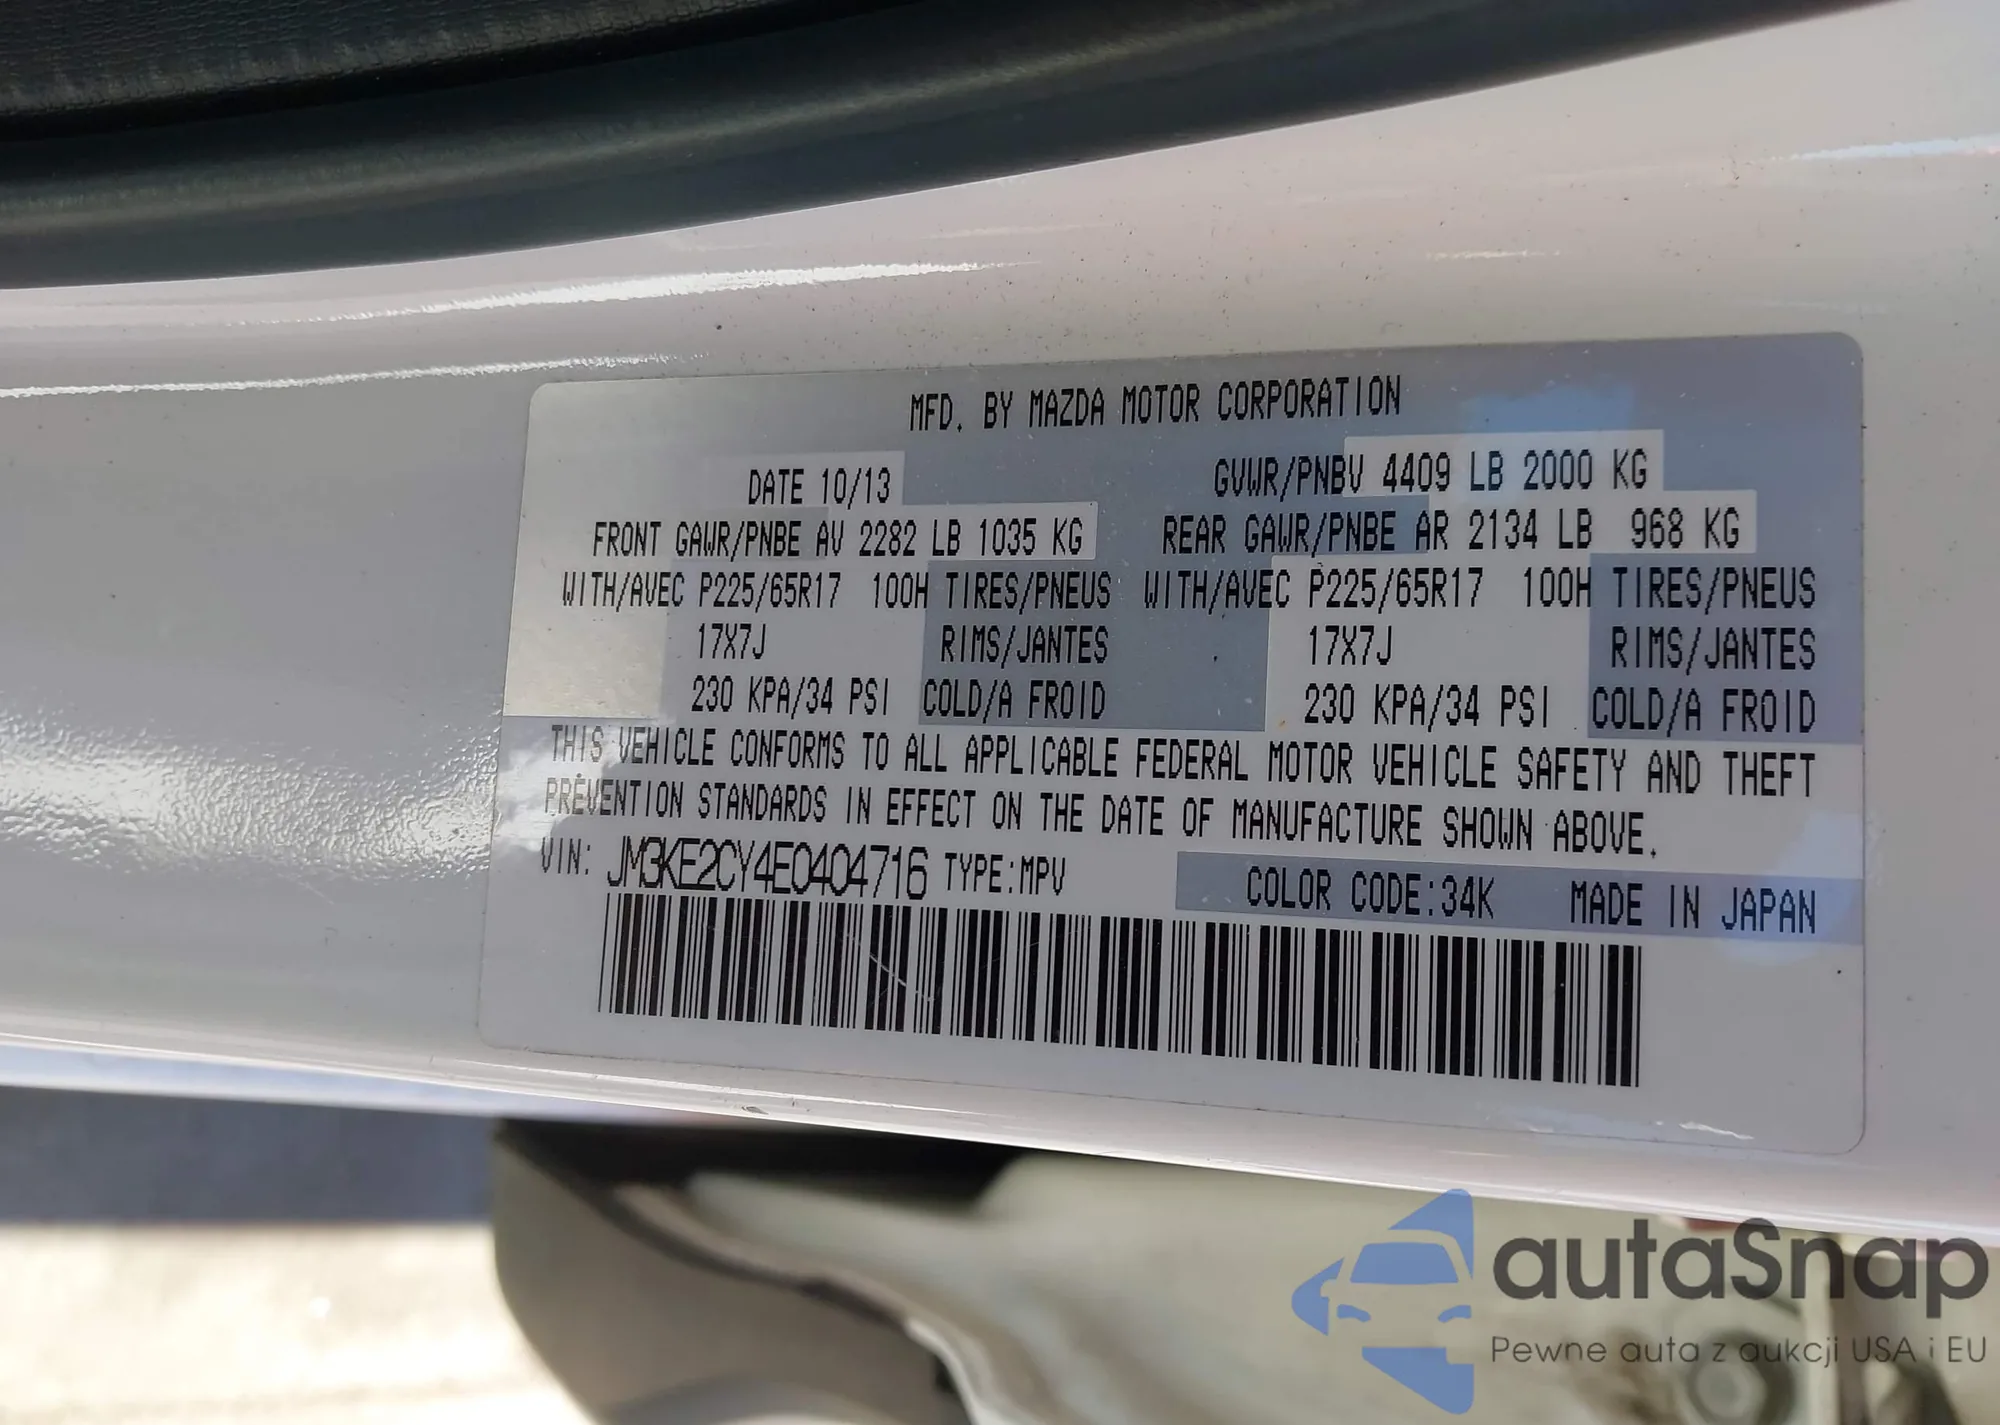 MFD. BY MAZDA MOTOR CORPORATION
DATE 10/13 GVWR/PNBV 4409 LB 2000 KG
FRONT GAWR/PNBE AV 2282 LB 1035 KG REAR GAWR/PNBE AR 2134 LB 968 KG
WITH/AVEC P225/65R17 100H TIRES/PNEUS WITH/AVEC P225/65R17 100H TIRES/PNEUS
17X7J RIMS/JANTES 17X7J RIMS/JANTES
230 KPA/34 PSI COLD/A FROID 230 KPA/34 PSI COLD/A FROID
THIS VEHICLE CONFORMS TO ALL APPLICABLE FEDERAL MOTOR VEHICLE SAFETY AND THEFT
PREVENTION STANDARDS IN EFFECT ON THE DATE OF MANUFACTURE SHOWN ABOVE.
VIN: JM3KE2CY4E0404716 TYPE:MPV COLOR CODE:34K MADE IN JAPAN
autaSnap
Pewne auta z aukcji USA i EU